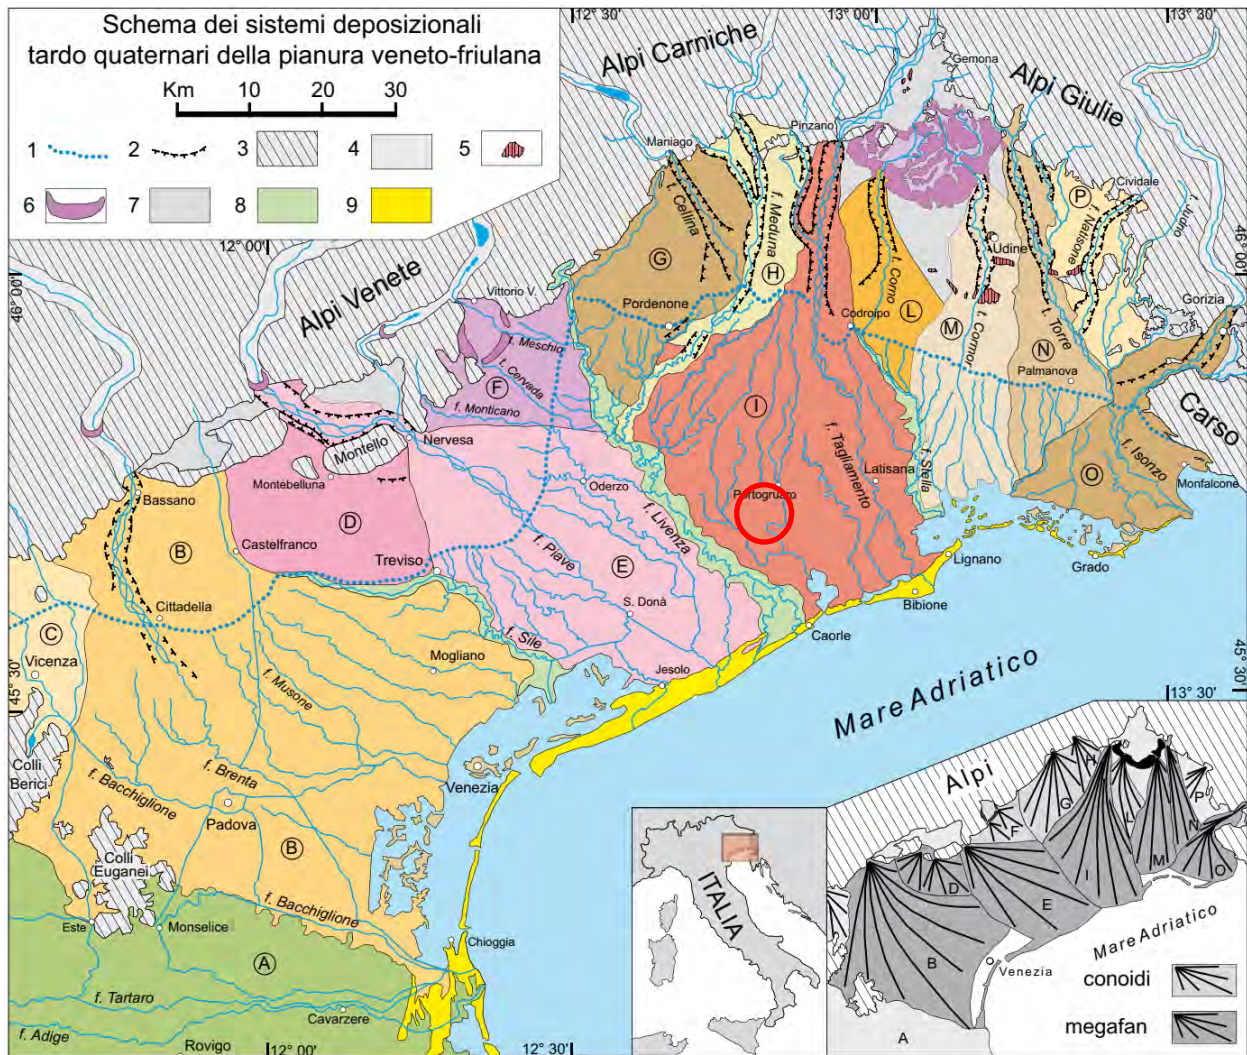 Schema dei sistemi deposizionali
tardo quaternari della pianura veneto-friulana
Km 10 20 30
1 2 3 4 5
6 7 8 9
12° 30'
13° 00'
13° 30'
Alpi Carniche
Gemona
Alpi Giulie
Pinzano
Maniago
Cividale
P
t. Cellina
f. Meduna
f. Natisone
t. Judrio
46° 00'
12° 00'
46° 00'
Udine
G
H
Alpi Venete
Vittorio V.
Pordenone
t. Corno
L
Gorizia
Codroipo
M
t. Cormor
t. Torre
N
f. Meschio
t. Cervada
F
f. Monticano
Palmanova
Carso
I
Nervesa
Montello
f. Tagliamento
Latisana
f. Stella
f. Isonzo
O
Monfalcone
Bassano
Montebelluna
Oderzo
Portogruaro
D
f. Livenza
B
Castelfranco
Treviso
f. Piave
E
Lignano
Grado
Bibione
Cittadella
S. Donà
C
Vicenza
f. Sile
Caorle
45° 30'
Mogliano
Jesolo
45° 30'
f. Musone
Mare Adriatico
13° 30'
Colli
Berici
f. Brenta
f. Bacchiglione
Venezia
Padova
B
Colli
Euganei
f. Bacchiglione
Este
Monselice
Chioggia
A
f. Tartaro
Cavarzere
f. Adige
Rovigo
12° 00'
12° 30'
ITALIA
Alpi
H
G
F
P
L
N
D
I
M
O
E
B
Mare Adriatico
Venezia
A
conoidi
megafan